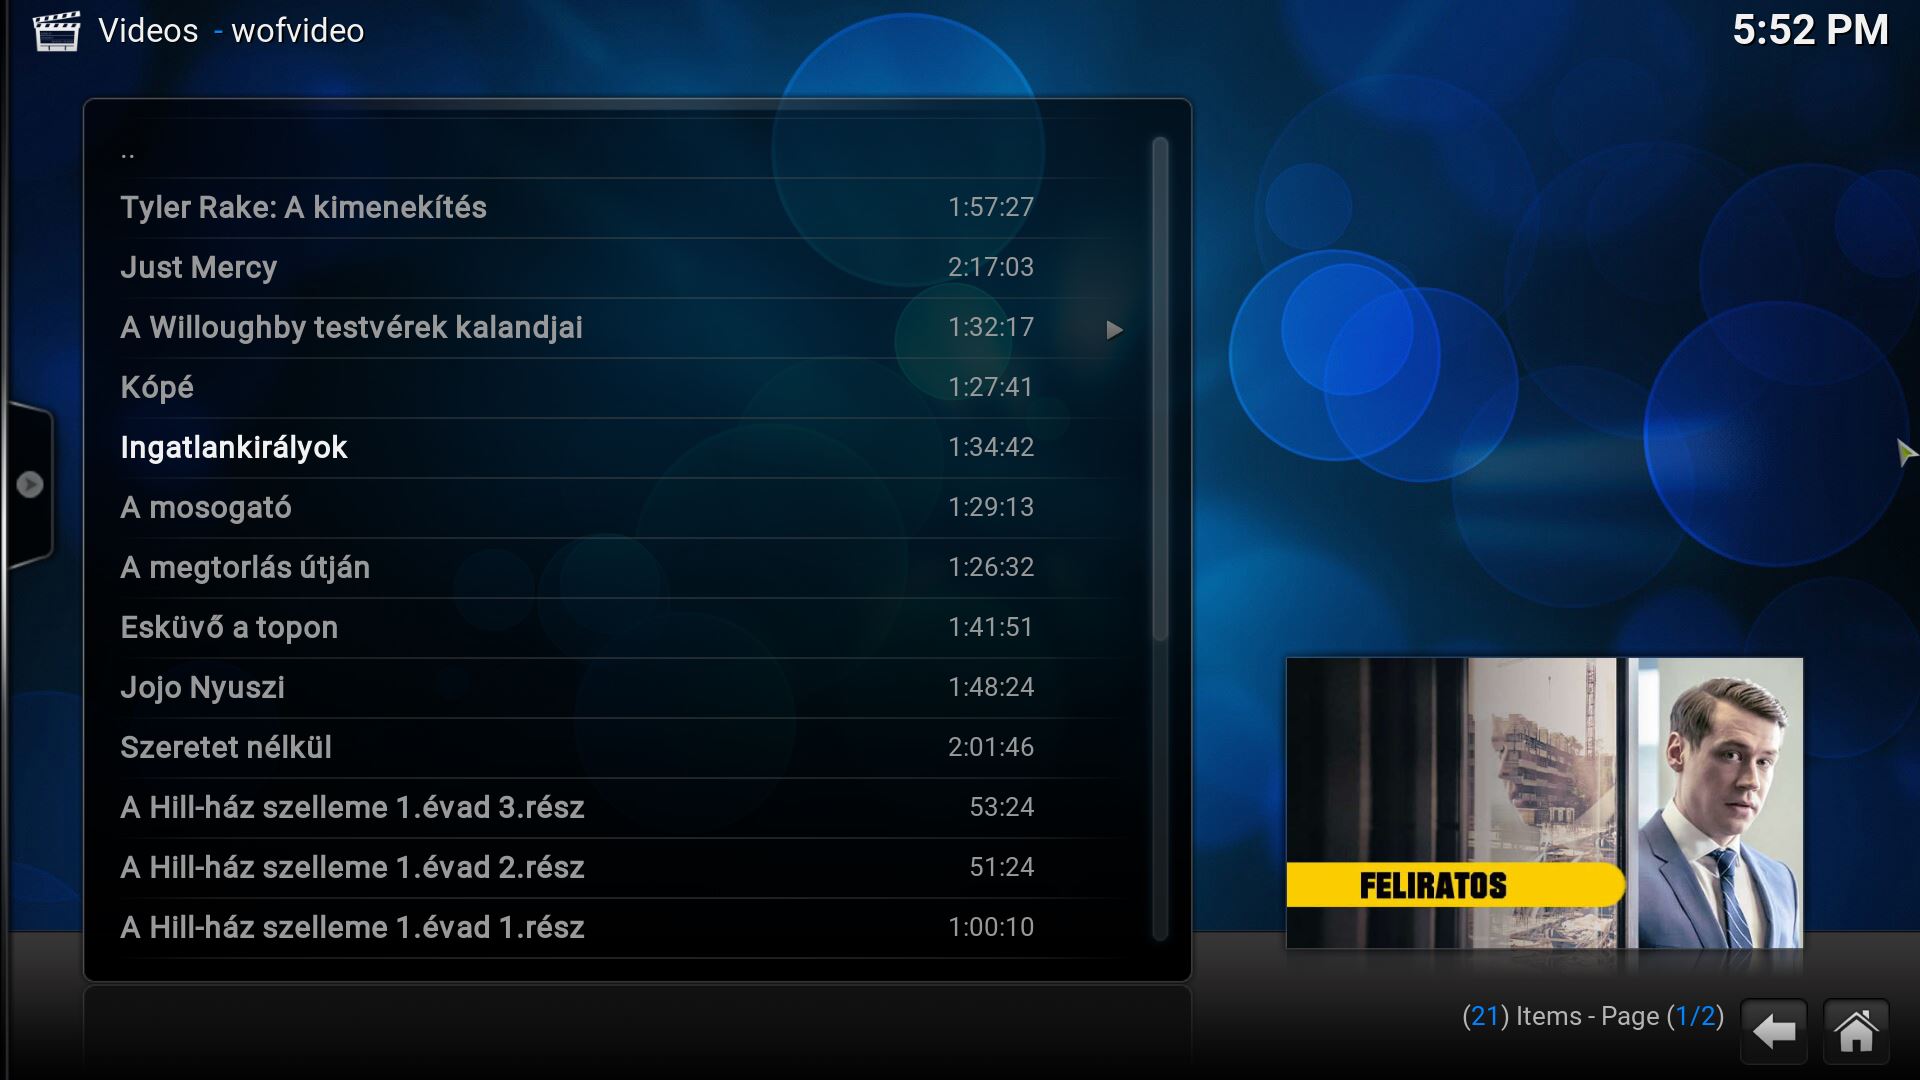 Videos - wofvideo
5:52 PM
..
Tyler Rake: A kimenekítés 1:57:27
Just Mercy 2:17:03
A Willoughby testvérek kalandjai 1:32:17
Kópé 1:27:41
Ingatlankirályok 1:34:42
A mosogató 1:29:13
A megtorlás útján 1:26:32
Esküvő a topon 1:41:51
Jojo Nyuszi 1:48:24
Szeretet nélkül 2:01:46
A Hill-ház szelleme 1.évad 3.rész 53:24
A Hill-ház szelleme 1.évad 2.rész 51:24
A Hill-ház szelleme 1.évad 1.rész 1:00:10
FELIRATOS
(21) Items - Page (1/2)